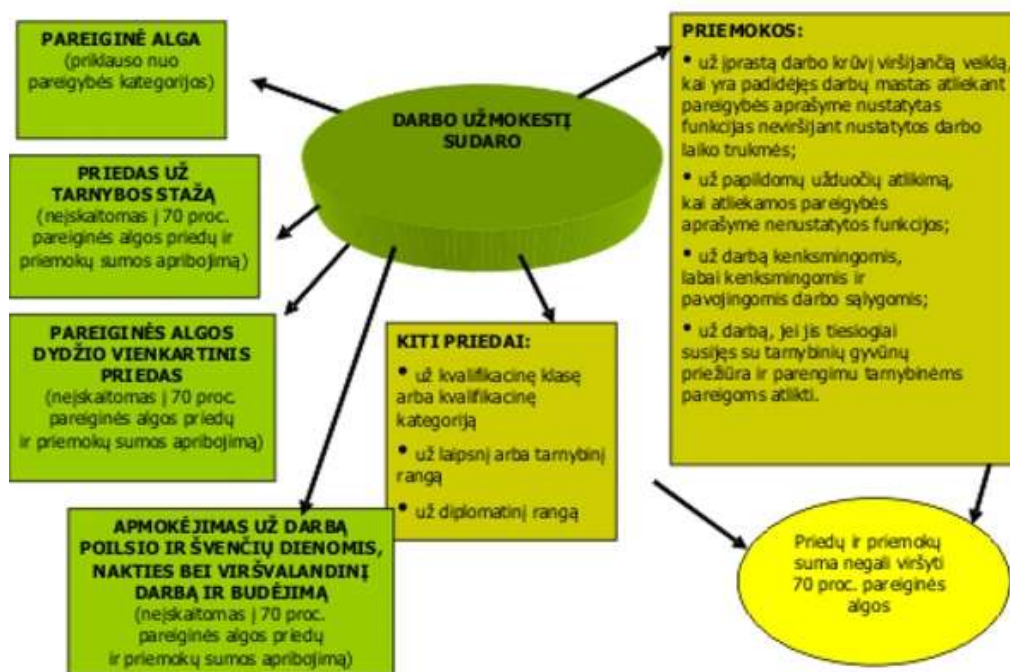 PAREIGINĖ ALGA
(priklauso nuo
pareigybės kategorijos)
PRIEDAS UŽ
TARNYBOS STAŽĄ
(neįskaitomas į 70 proc.
pareiginės algos priedų ir
priemokų sumos apribojimą)
PAREIGINĖS ALGOS
DYDŽIO VIENKARTINIS
PRIEDAS
(neįskaitomas į 70 proc.
pareiginės algos priedų
ir priemokų sumos apribojimą)
APMOKĖJIMAS UŽ DARBĄ
POILSIO IR ŠVENČIŲ DIENOMIS,
NAKTIES BEI VIRŠVALANDINĮ
DARBĄ IR BUDĖJIMĄ
(neįskaitomas į 70 proc.
pareiginės algos priedų
ir priemokų sumos apribojimą)
DARBO UŽMOKESTĮ
SUDARO
KITI PRIEDAI:
• už kvalifikacinę klasę
arba kvalifikacinę
kategoriją
• už laipsnį arba tarnybinį
rangą
• už diplomatinį rangą
PRIEMOKOS:
• už įprastą darbo krūvį viršijančią veiklą,
kai yra padidėjęs darbų mastas atliekant
pareigybės aprašyme nustatytas
funkcijas neviršijant nustatytos darbo
laiko trukmės;
• už papildomų užduočių atlikimą,
kai atliekamos pareigybės
aprašyme nenustatytos funkcijos;
• už darbą kenksmingomis,
labai kenksmingomis ir
pavojingomis darbo sąlygomis;
• už darbą, jei jis tiesiogiai
susijęs su tarnybinių gyvūnų
priežiūra ir parengimu tarnybinėms
pareigoms atlikti.
Priedų ir priemokų
suma negali viršyti
70 proc. pareiginės
algos